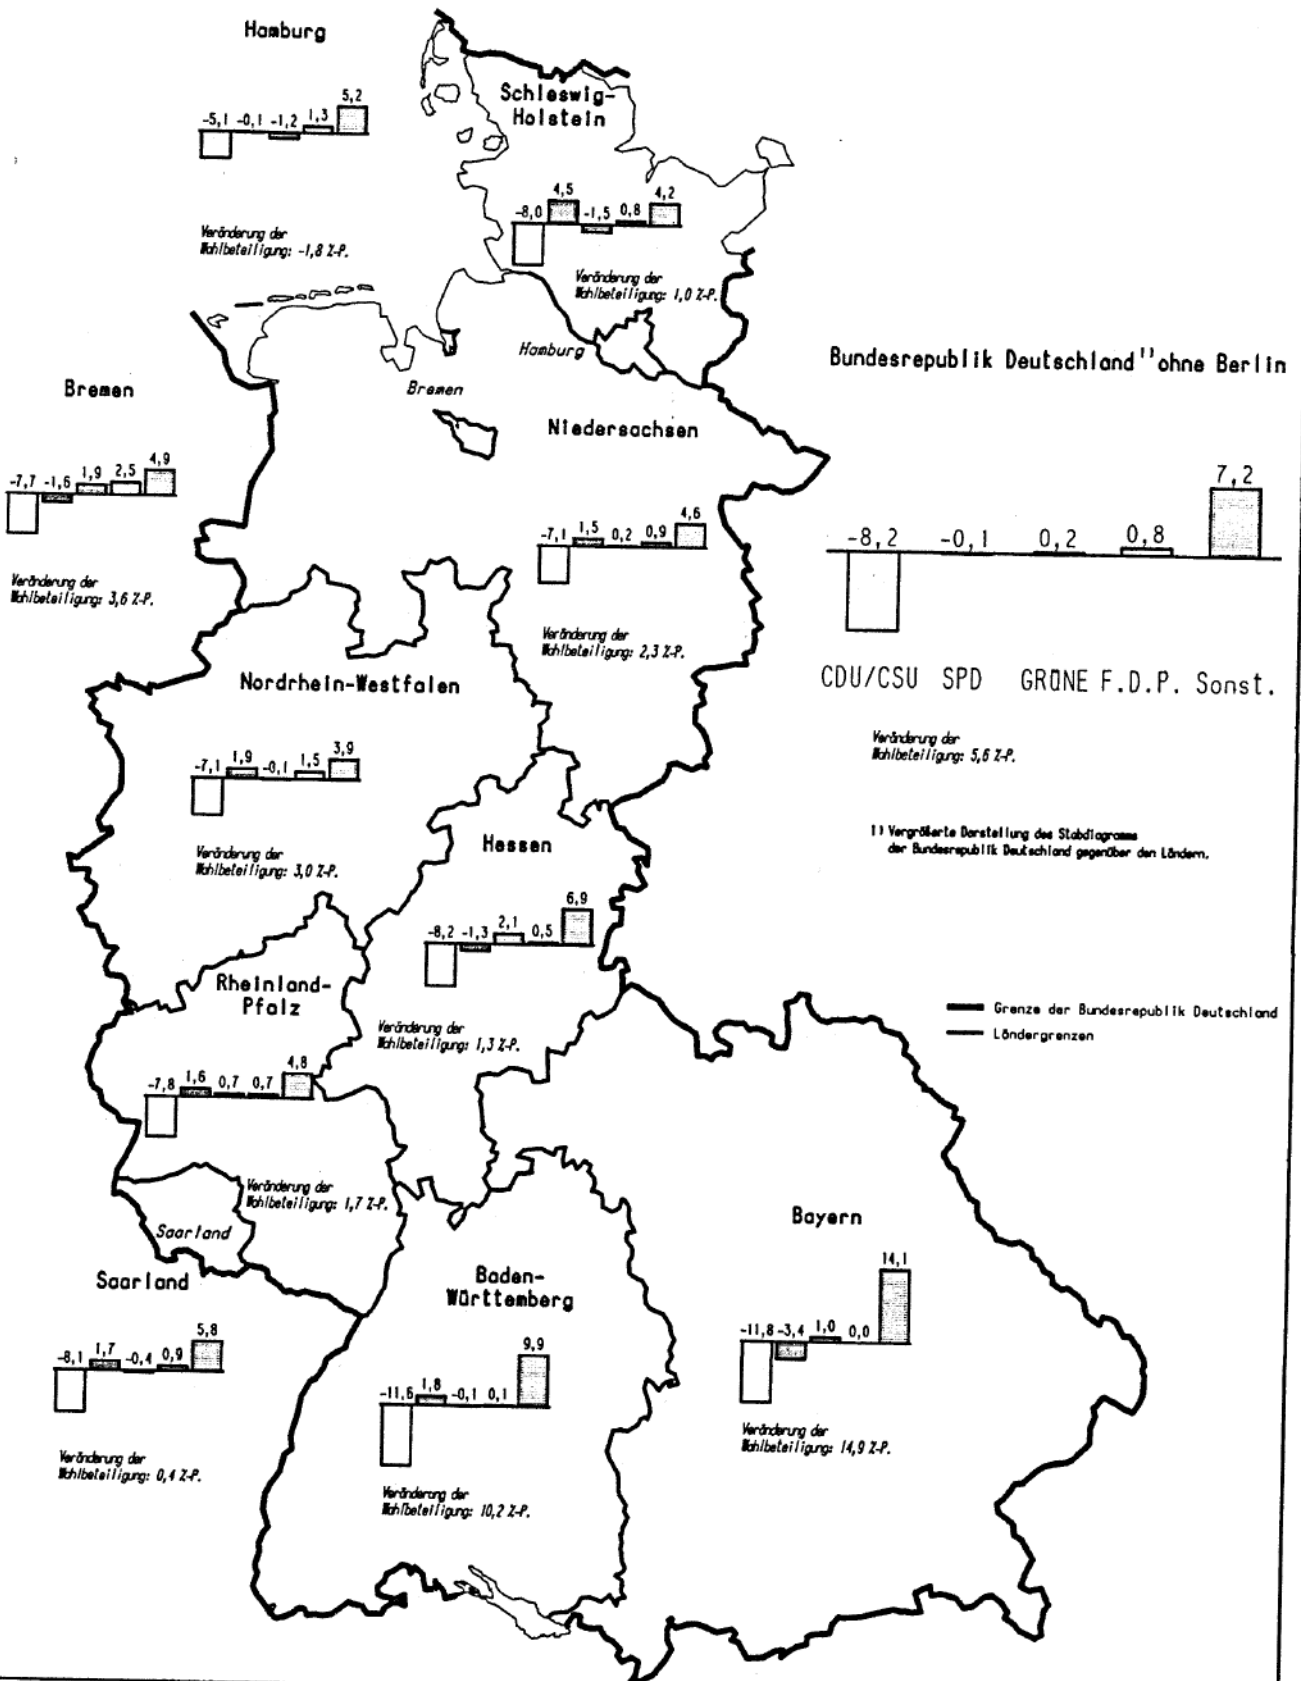 Hamburg
-5,1 -0,1 -1,2 1,3 5,2
Veränderung der
Wahlbeteiligung: -1,8 %-P.
Schleswig-
Holstein
-8,0 4,5 -1,5 0,8 4,2
Veränderung der
Wahlbeteiligung: 1,0 %-P.
Hamburg
Bremen
Bremen
-7,7 -1,6 1,9 2,5 4,9
Veränderung der
Wahlbeteiligung: 3,6 %-P.
Niedersachsen
-7,1 1,5 0,2 0,9 4,6
Veränderung der
Wahlbeteiligung: 2,3 %-P.
Bundesrepublik Deutschland 1) ohne Berlin
-8,2 -0,1 0,2 0,8 7,2
CDU/CSU SPD GRÜNE F.D.P. Sonst.
Veränderung der
Wahlbeteiligung: 5,6 %-P.
1) Vergrößerte Darstellung des Stabdiagramms
der Bundesrepublik Deutschland gegenüber den Ländern.
Nordrhein-Westfalen
-7,1 1,9 -0,1 1,5 3,9
Veränderung der
Wahlbeteiligung: 3,0 %-P.
Hessen
-8,2 -1,3 2,1 0,5 6,9
Veränderung der
Wahlbeteiligung: 1,3 %-P.
Rheinland-
Pfalz
-7,8 1,6 0,7 0,7 4,8
Veränderung der
Wahlbeteiligung: 1,7 %-P.
Grenze der Bundesrepublik Deutschland
Ländergrenzen
Saarland
Saarland
-8,1 1,7 -0,4 0,9 5,8
Veränderung der
Wahlbeteiligung: 0,4 %-P.
Baden-
Württemberg
-11,6 1,8 -0,1 0,1 9,9
Veränderung der
Wahlbeteiligung: 10,2 %-P.
Bayern
-11,8 -3,4 1,0 0,0 14,1
Veränderung der
Wahlbeteiligung: 14,9 %-P.